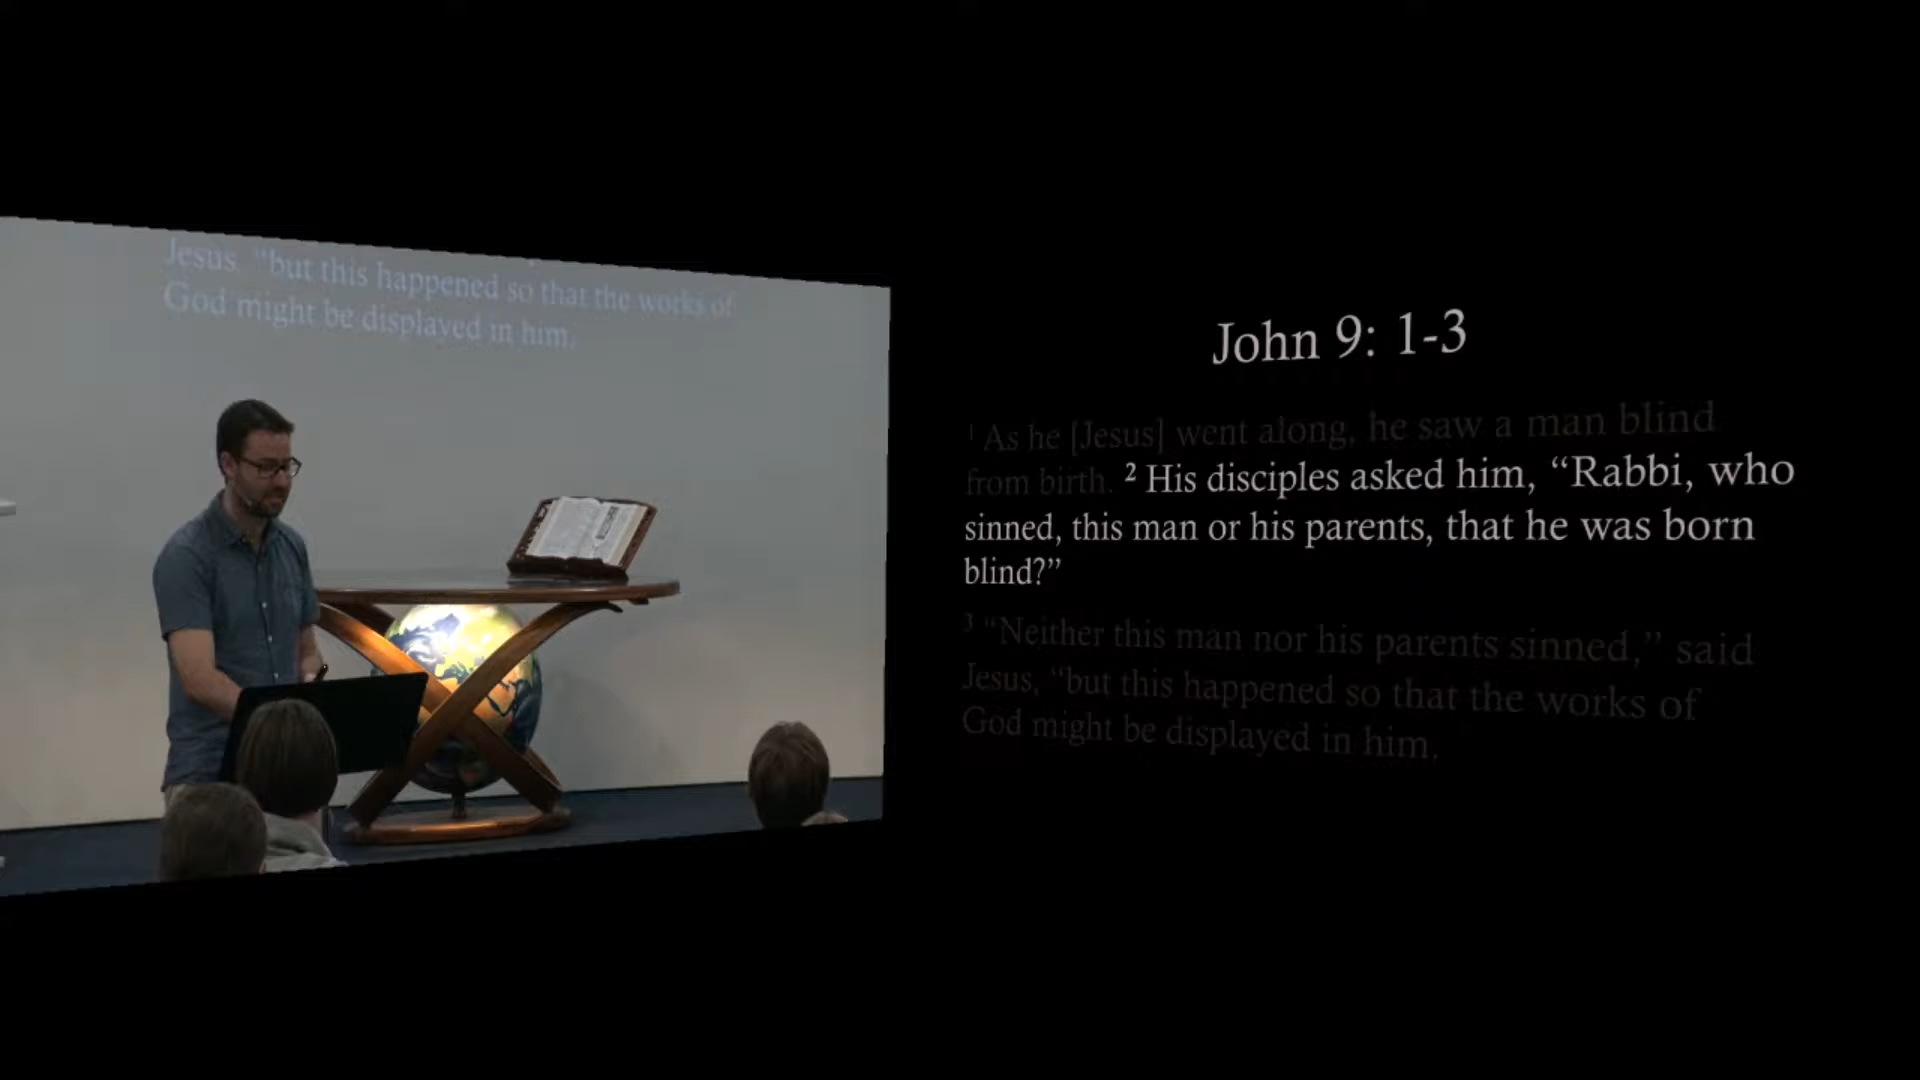 Jesus, “but this happened so that the works of
God might be displayed in him.
John 9: 1-3
1 As he [Jesus] went along, he saw a man blind
from birth. 2 His disciples asked him, “Rabbi, who
sinned, this man or his parents, that he was born
blind?”
3 “Neither this man nor his parents sinned,” said
Jesus, “but this happened so that the works of
God might be displayed in him.